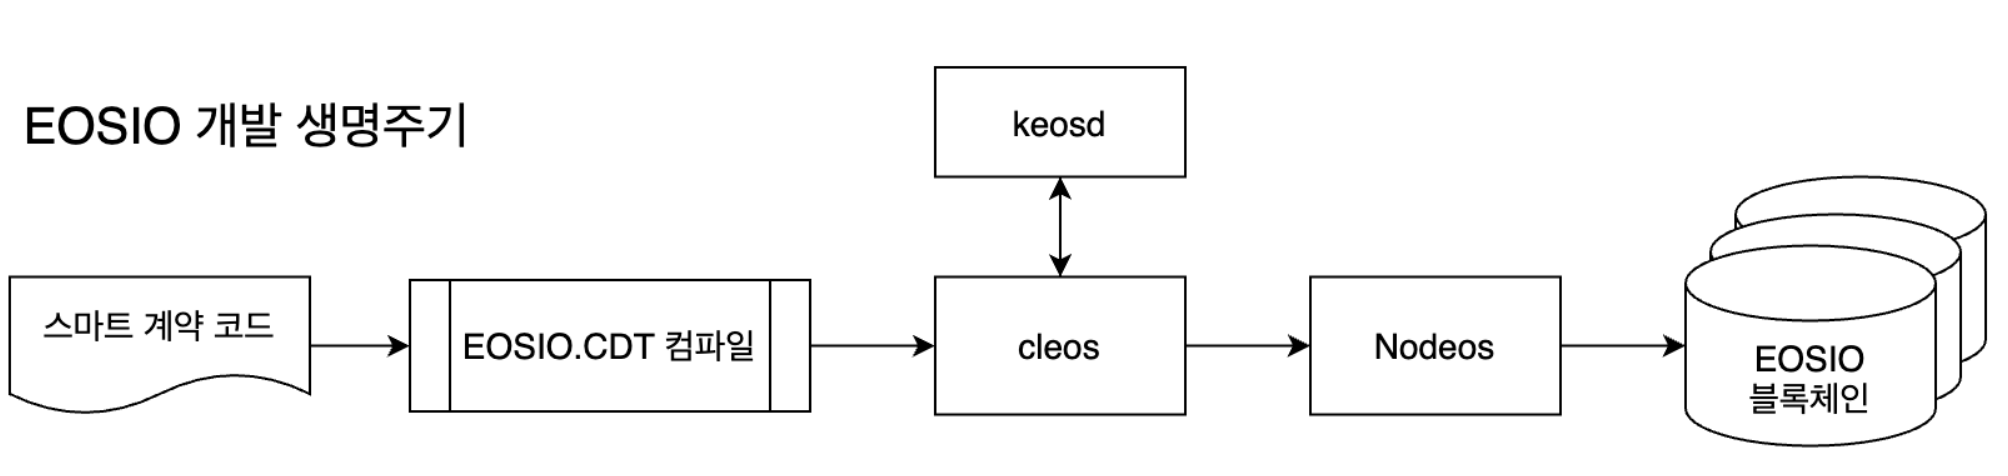 EOSIO 개발 생명주기
keosd
스마트 계약 코드
EOSIO.CDT 컴파일
cleos
Nodeos
EOSIO
블록체인